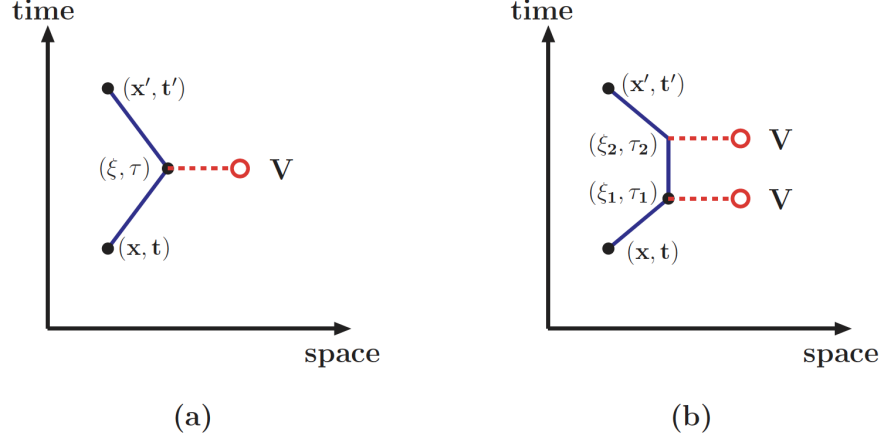 time
(x′, t′)
(ξ, τ)
V
(x, t)
space
(a)
time
(x′, t′)
(ξ₂, τ₂)
V
(ξ₁, τ₁)
V
(x, t)
space
(b)